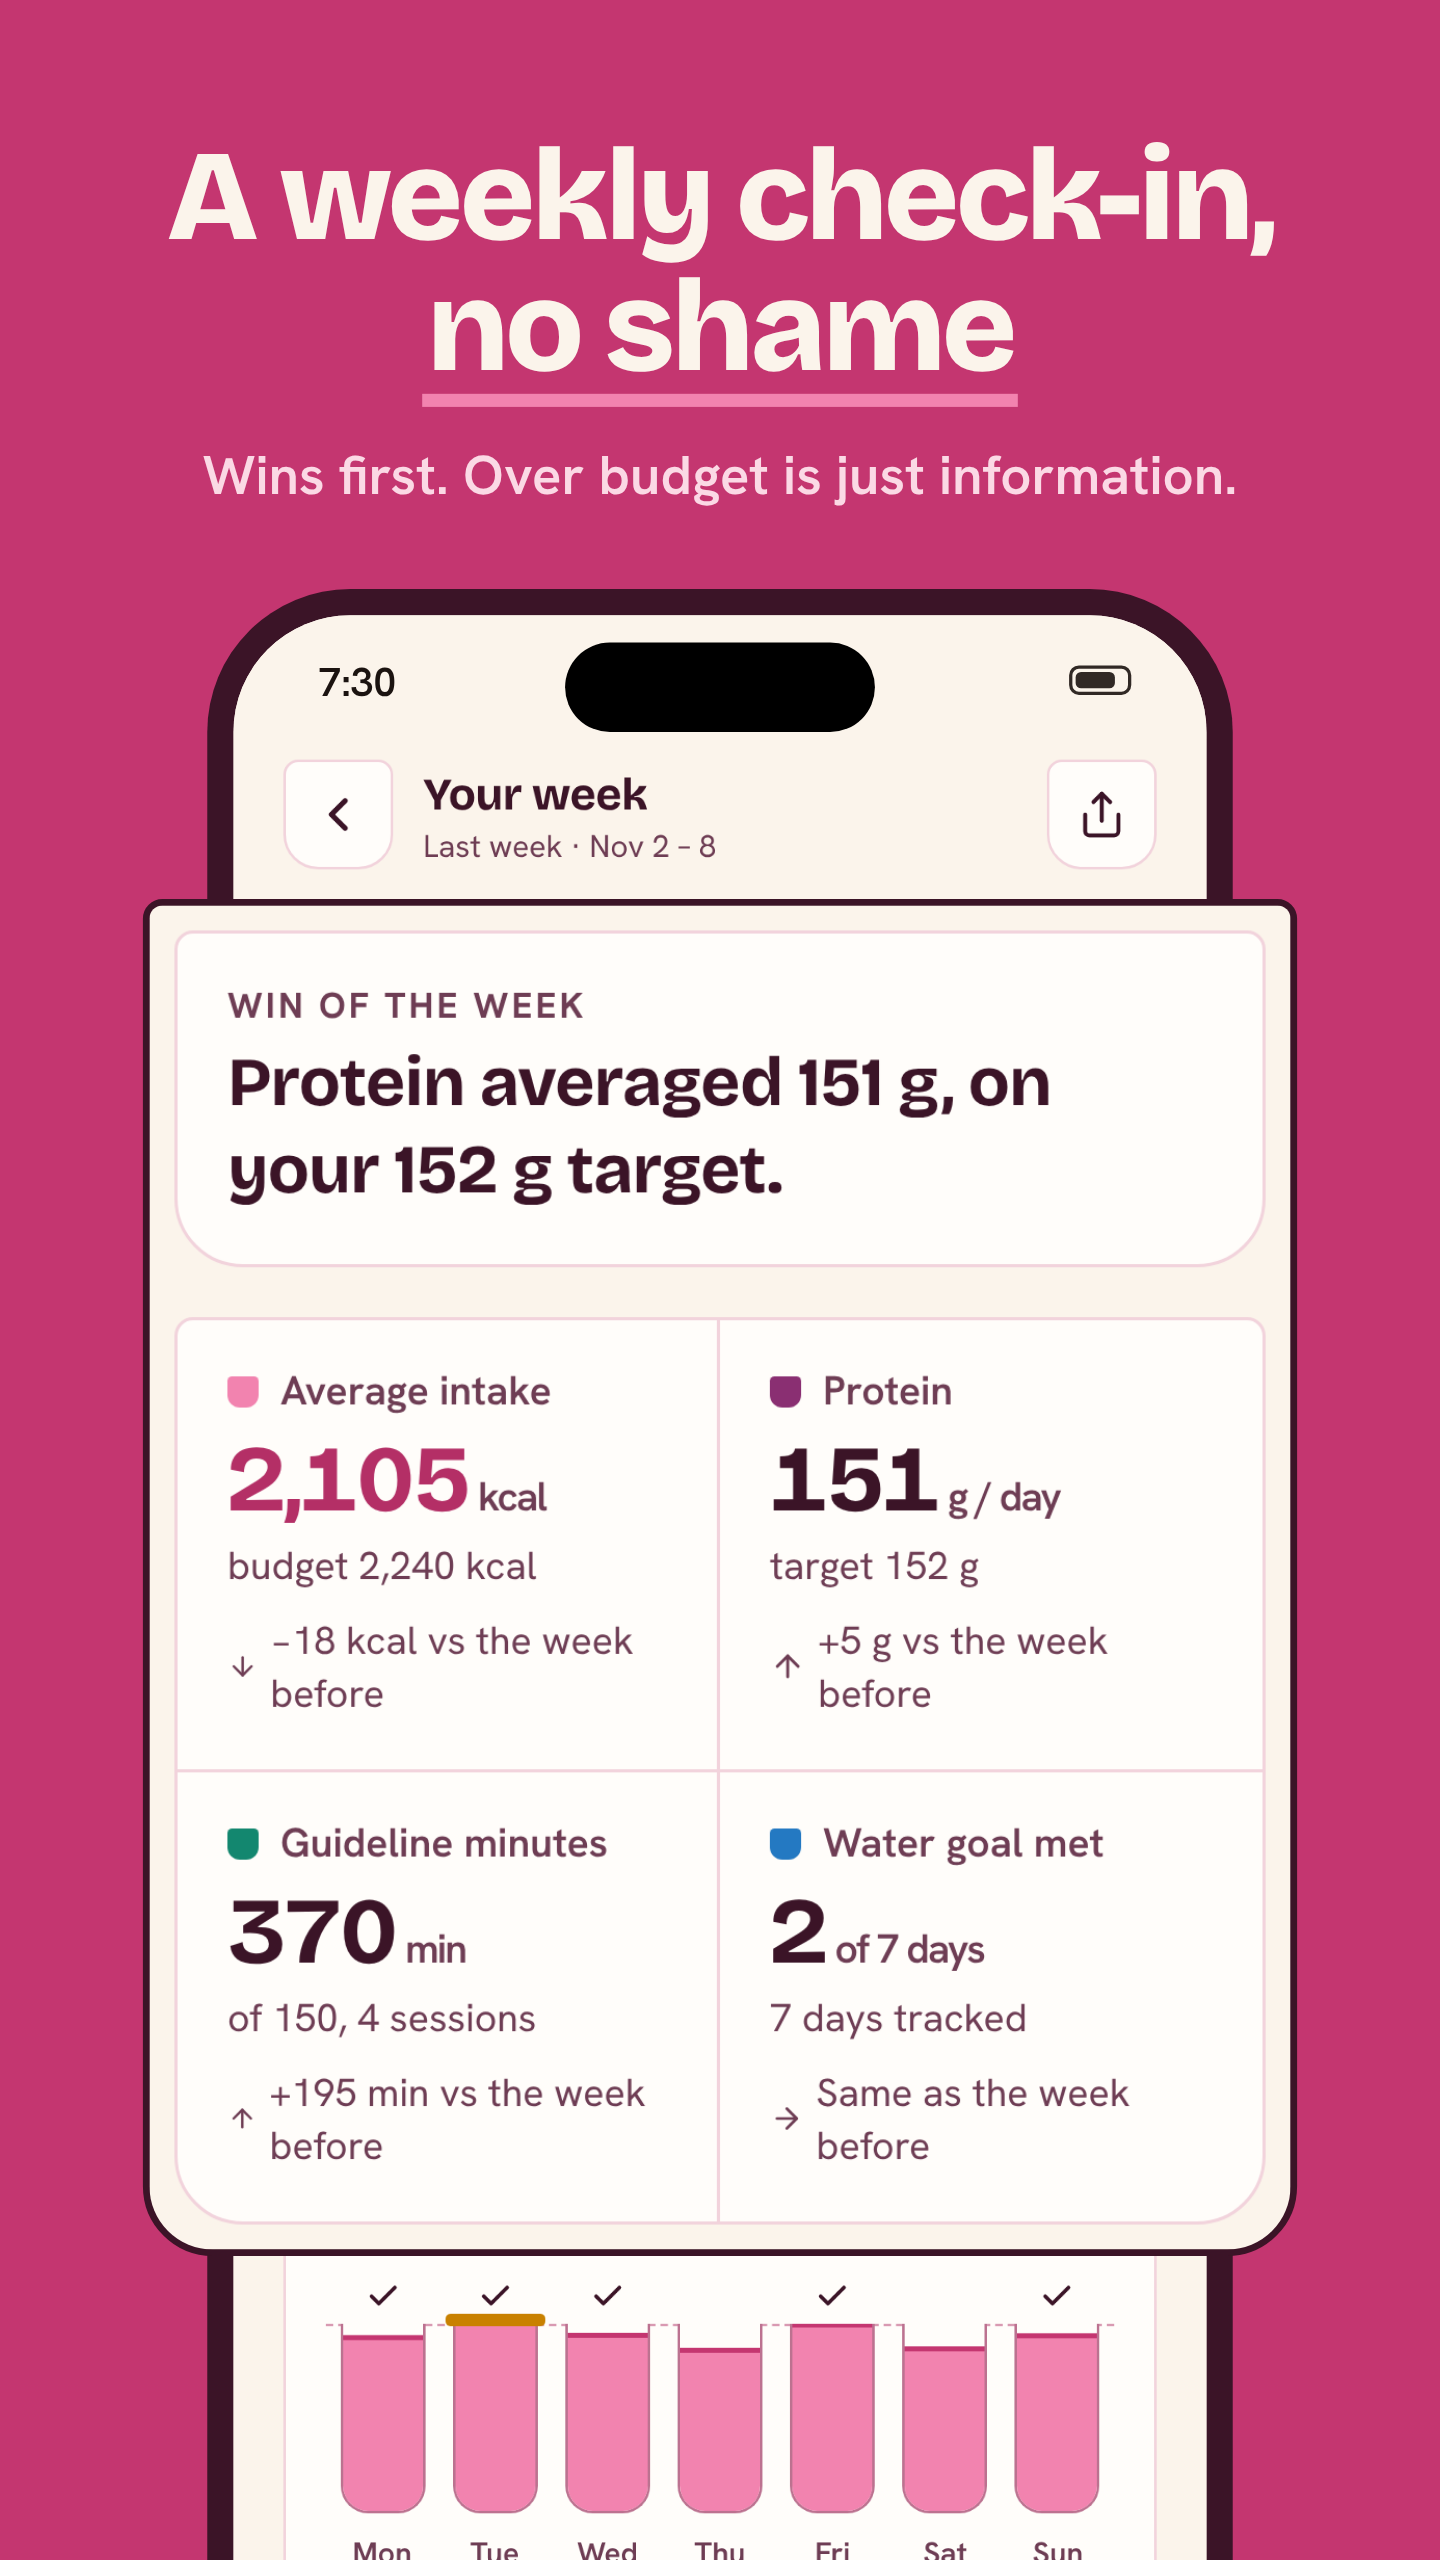 A weekly check-in,
no shame
Wins first. Over budget is just information.
7:30
Your week
Last week · Nov 2 – 8
WIN OF THE WEEK
Protein averaged 151 g, on
your 152 g target.
Average intake
2,105 kcal
budget 2,240 kcal
−18 kcal vs the week
before
Protein
151 g / day
target 152 g
+5 g vs the week
before
Guideline minutes
370 min
of 150, 4 sessions
+195 min vs the week
before
Water goal met
2 of 7 days
7 days tracked
Same as the week
before
Mon Tue Wed Thu Fri Sat Sun